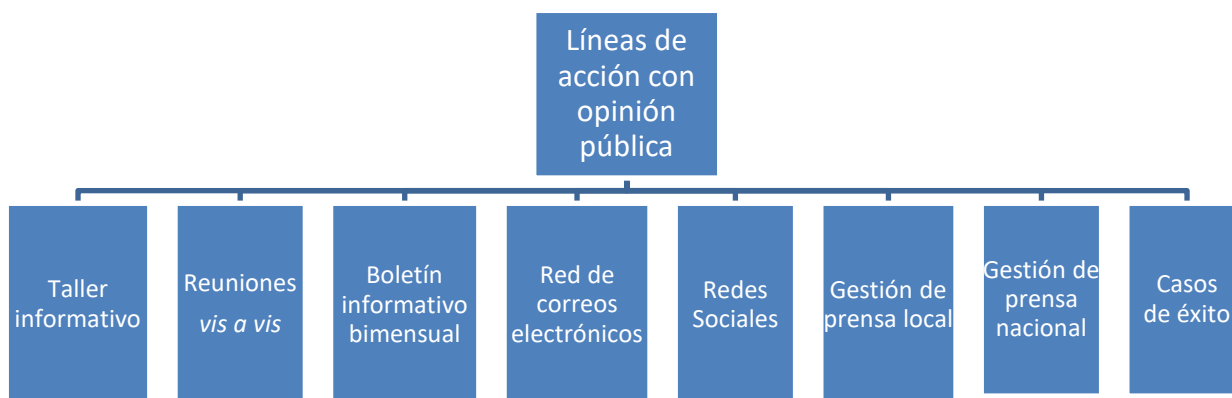 Líneas de
acción con
opinión
pública
Taller
informativo
Reuniones
vis a vis
Boletín
informativo
bimensual
Red de
correos
electrónicos
Redes
Sociales
Gestión de
prensa local
Gestión de
prensa
nacional
Casos
de éxito